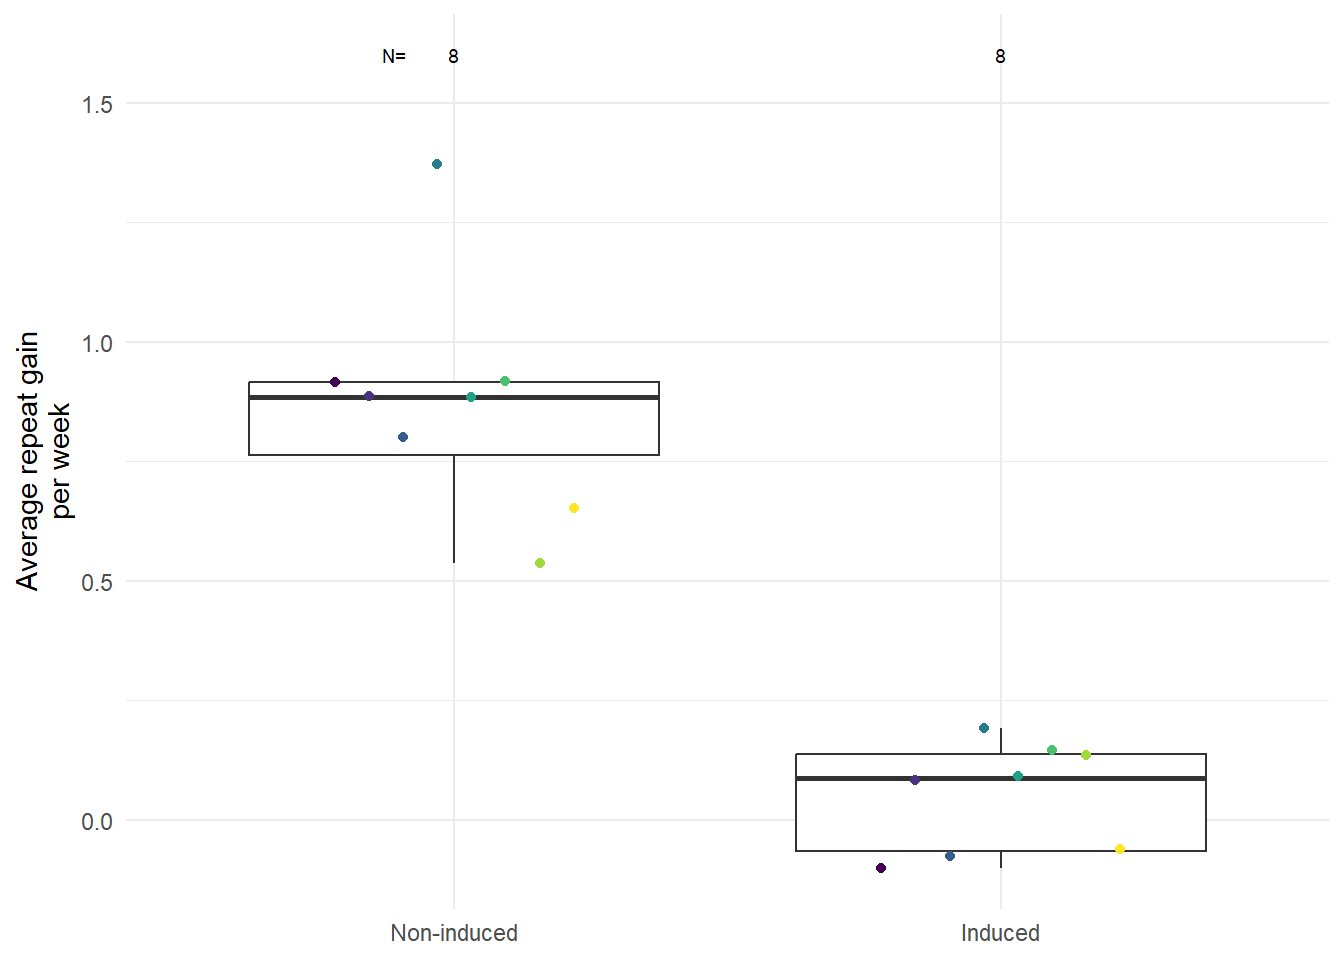 N= 8 8
1.5
1.0
0.5
0.0
Average repeat gain
per week
Non-induced Induced